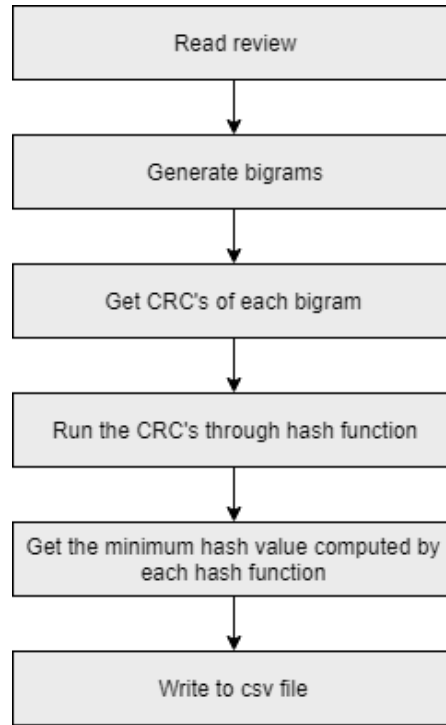 Read review
Generate bigrams
Get CRC's of each bigram
Run the CRC's through hash function
Get the minimum hash value computed by
each hash function
Write to csv file